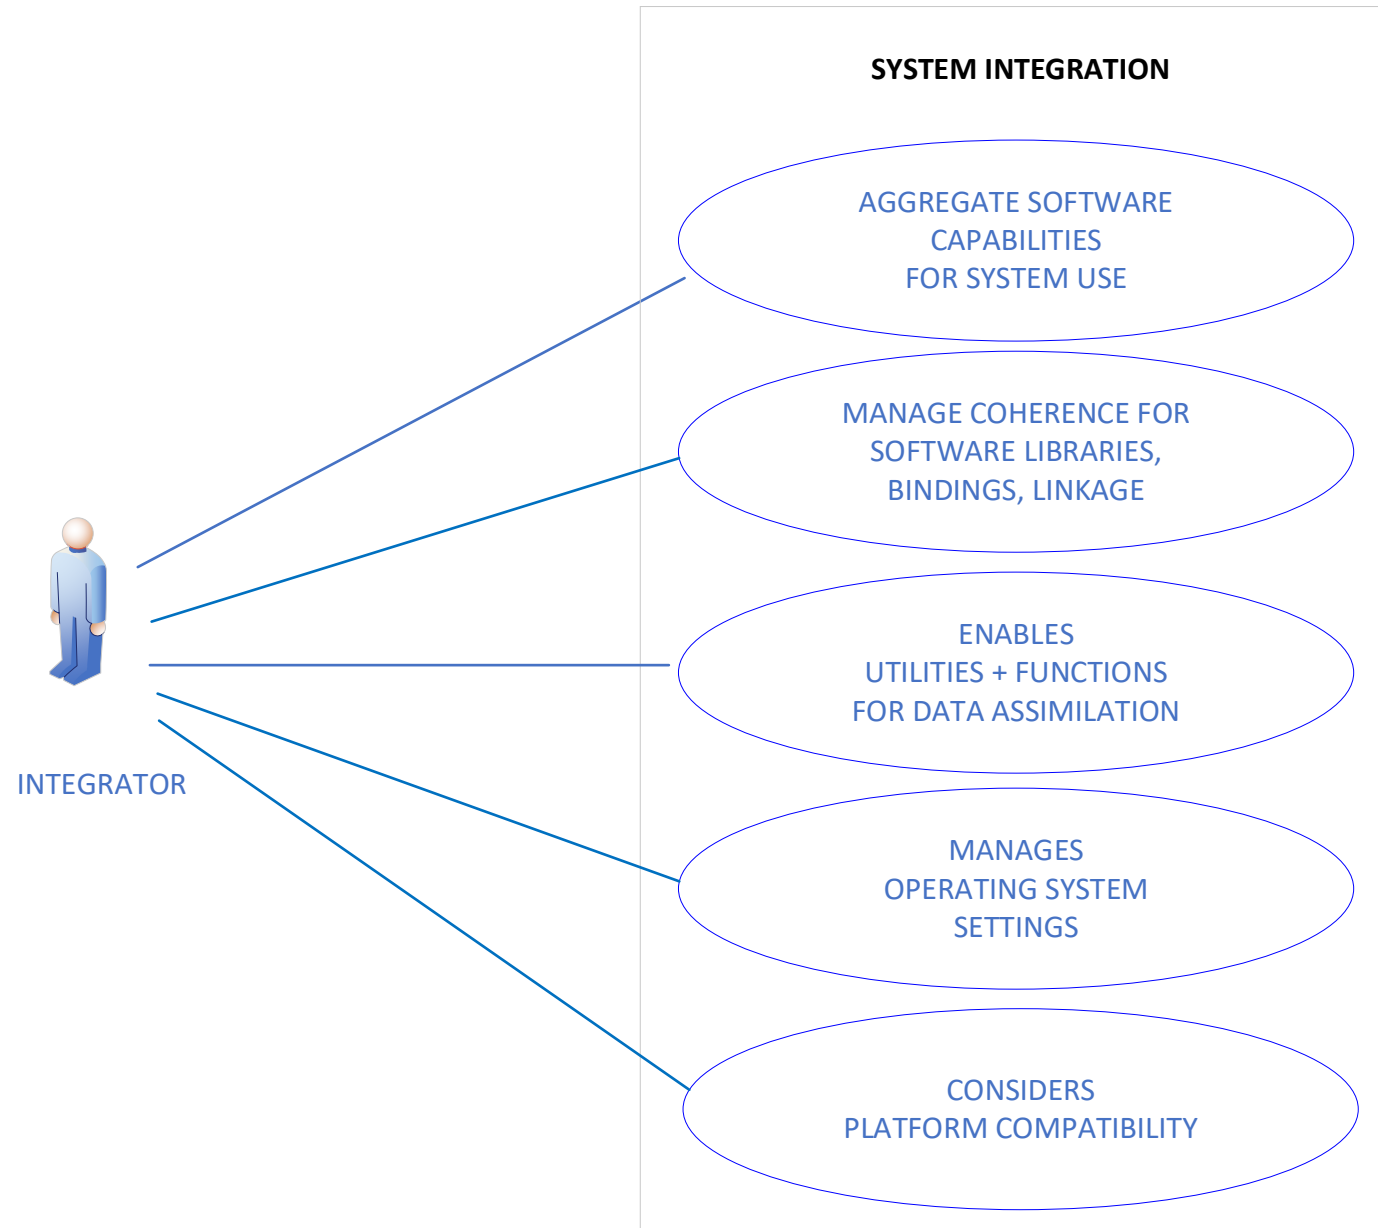 SYSTEM INTEGRATION
AGGREGATE SOFTWARE
CAPABILITIES
FOR SYSTEM USE
MANAGE COHERENCE FOR
SOFTWARE LIBRARIES,
BINDINGS, LINKAGE
ENABLES
UTILITIES + FUNCTIONS
FOR DATA ASSIMILATION
INTEGRATOR
MANAGES
OPERATING SYSTEM
SETTINGS
CONSIDERS
PLATFORM COMPATIBILITY